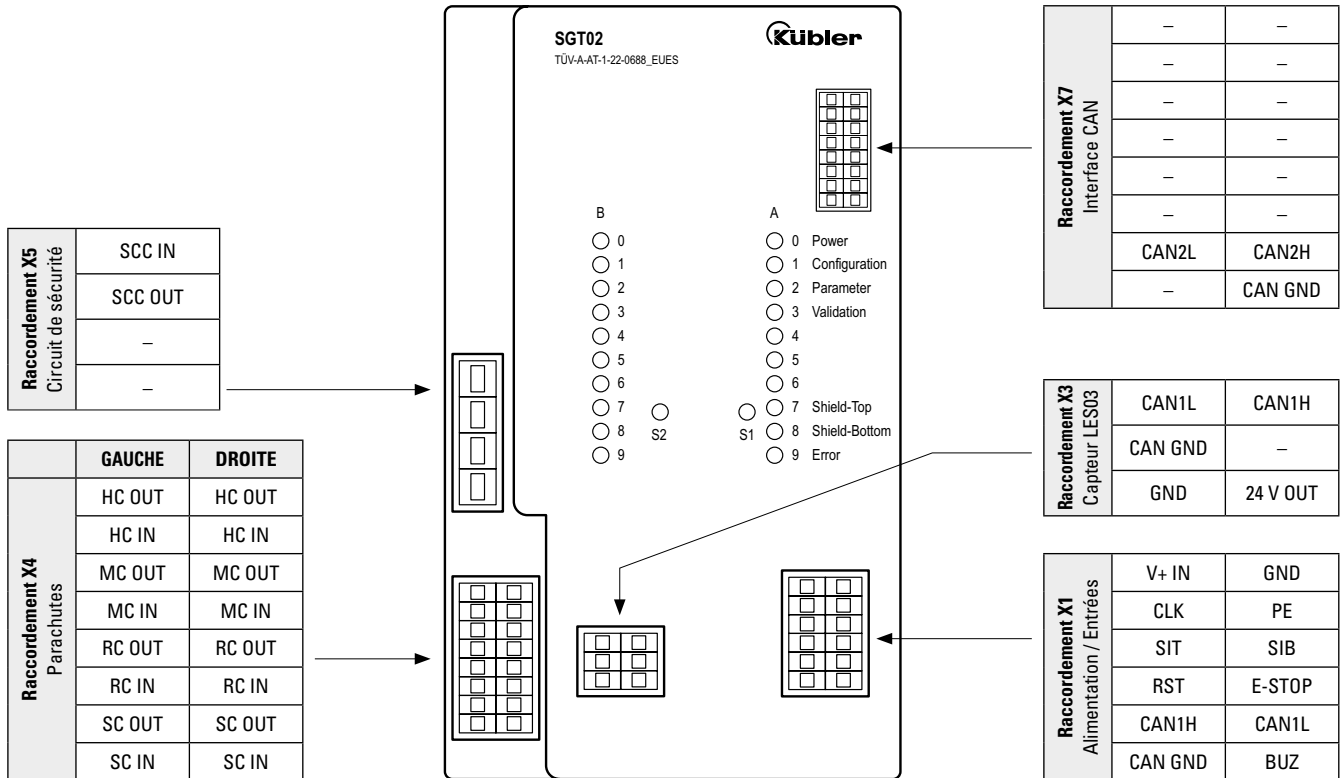 SGT02
Kübler
TÜV-A-AT-1-22-0688_EUES
B
0
1
2
3
4
5
6
7
8
9
S2
A
0 Power
1 Configuration
2 Parameter
3 Validation
4
5
6
7 Shield-Top
8 Shield-Bottom
9 Error
S1
Raccordement X5
Circuit de sécurité
SCC IN
SCC OUT
–
–
GAUCHE DROITE
Raccordement X4
Parachutes
HC OUT HC OUT
HC IN HC IN
MC OUT MC OUT
MC IN MC IN
RC OUT RC OUT
RC IN RC IN
SC OUT SC OUT
SC IN SC IN
Raccordement X7
Interface CAN
– –
– –
– –
– –
– –
– –
CAN2L CAN2H
– CAN GND
Raccordement X3
Capteur LES03
CAN1L CAN1H
CAN GND –
GND 24 V OUT
Raccordement X1
Alimentation / Entrées
V+ IN GND
CLK PE
SIT SIB
RST E-STOP
CAN1H CAN1L
CAN GND BUZ